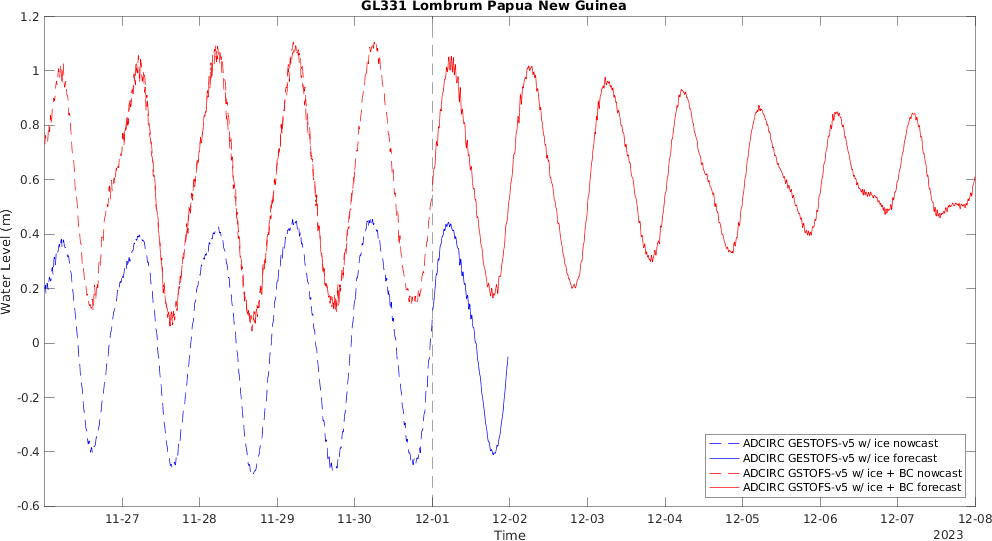 GL331 Lombrum Papua New Guinea
Water Level (m)
1.2
1
0.8
0.6
0.4
0.2
0
-0.2
-0.4
-0.6
ADCIRC GESTOFS-v5 w/ ice nowcast
ADCIRC GESTOFS-v5 w/ ice forecast
ADCIRC GSTOFS-v5 w/ ice + BC nowcast
ADCIRC GSTOFS-v5 w/ ice + BC forecast
11-27 11-28 11-29 11-30 12-01 12-02 12-03 12-04 12-05 12-06 12-07 12-08
Time
2023